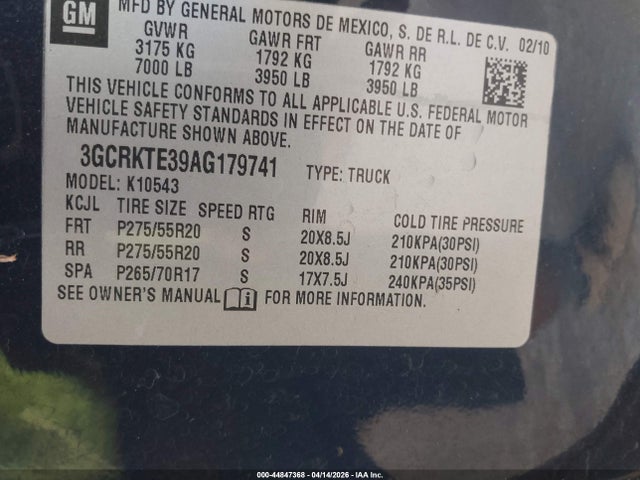 GM
MFD BY GENERAL MOTORS DE MEXICO, S. DE R.L. DE C.V. 02/10
GVWR GAWR FRT GAWR RR
3175 KG 1792 KG 1792 KG
7000 LB 3950 LB 3950 LB
THIS VEHICLE CONFORMS TO ALL APPLICABLE U.S. FEDERAL MOTOR
VEHICLE SAFETY STANDARDS IN EFFECT ON THE DATE OF
MANUFACTURE SHOWN ABOVE.
3GCRKTE39AG179741 TYPE: TRUCK
MODEL: K10543
KCJL TIRE SIZE SPEED RTG RIM COLD TIRE PRESSURE
FRT P275/55R20 S 20X8.5J 210KPA(30PSI)
RR P275/55R20 S 20X8.5J 210KPA(30PSI)
SPA P265/70R17 S 17X7.5J 240KPA(35PSI)
SEE OWNER'S MANUAL FOR MORE INFORMATION.
000-44847368 - 04/14/2026 - IAA Inc.